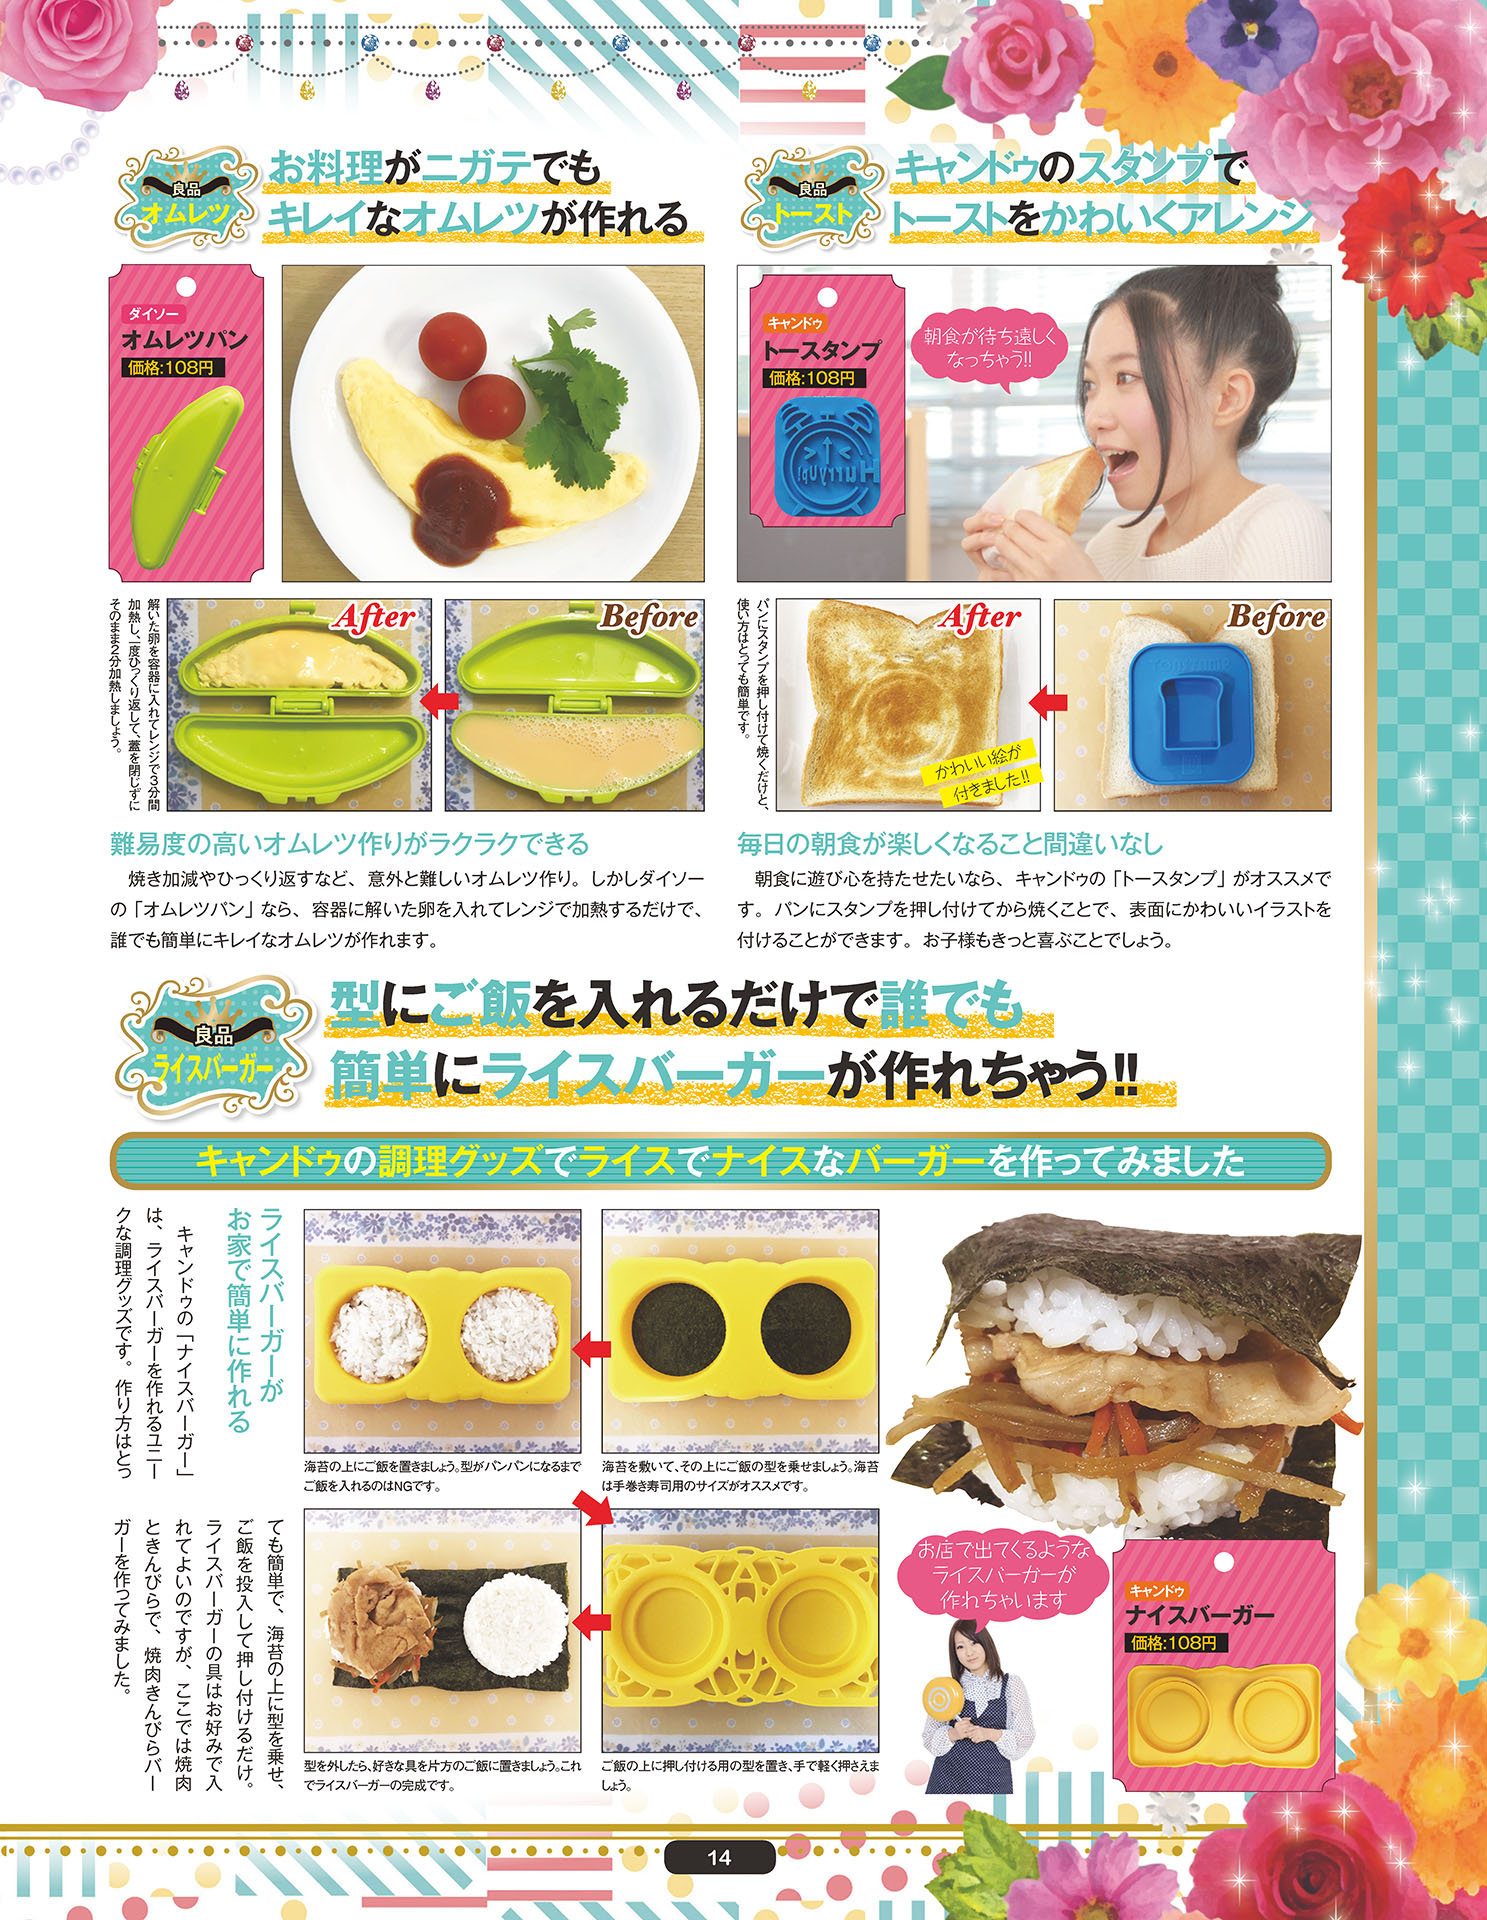 良品
オムレツ
お料理がニガテでも
キレイなオムレツが作れる
ダイソー
オムレツパン
価格:108円
After
Before
解いた卵を容器に入れてレンジで3分間
加熱し、一度ひっくり返して、蓋を閉じずに
そのまま2分加熱しましょう。
難易度の高いオムレツ作りがラクラクできる
焼き加減やひっくり返すなど、意外と難しいオムレツ作り。しかしダイソー
の「オムレツパン」なら、容器に解いた卵を入れてレンジで加熱するだけで、
誰でも簡単にキレイなオムレツが作れます。
良品
トースト
キャンドゥのスタンプで
トーストをかわいくアレンジ
キャンドゥ
トースタンプ
価格:108円
HurryUp!
朝食が待ち遠しく
なっちゃう!!
After
Before
かわいい絵が
付きました!!
パンにスタンプを押し付けて焼くだけと、
使い方はとっても簡単です。
毎日の朝食が楽しくなること間違いなし
朝食に遊び心を持たせたいなら、キャンドゥの「トースタンプ」がオススメで
す。パンにスタンプを押し付けてから焼くことで、表面にかわいいイラストを
付けることができます。お子様もきっと喜ぶことでしょう。
良品
ライスバーガー
型にご飯を入れるだけで誰でも
簡単にライスバーガーが作れちゃう!!
キャンドゥの調理グッズでライスでナイスなバーガーを作ってみました
ライスバーガーが
お家で簡単に作れる
キャンドゥの「ナイスバーガー」
は、ライスバーガーを作れるユニー
クな調理グッズです。作り方はとっ
ても簡単で、海苔の上に型を乗せ、
ご飯を投入して押し付けるだけ。
ライスバーガーの具はお好みで入
れてよいのですが、ここでは焼肉
ときんぴらで、焼肉きんぴらバー
ガーを作ってみました。
海苔を敷いて、その上にご飯の型を乗せましょう。海苔
は手巻き寿司用のサイズがオススメです。
海苔の上にご飯を置きましょう。型がパンパンになるまで
ご飯を入れるのはNGです。
ご飯の上に押し付ける用の型を置き、手で軽く押さえま
しょう。
型を外したら、好きな具を片方のご飯に置きましょう。これ
でライスバーガーの完成です。
お店で出てくるような
ライスバーガーが
作れちゃいます
キャンドゥ
ナイスバーガー
価格:108円
14